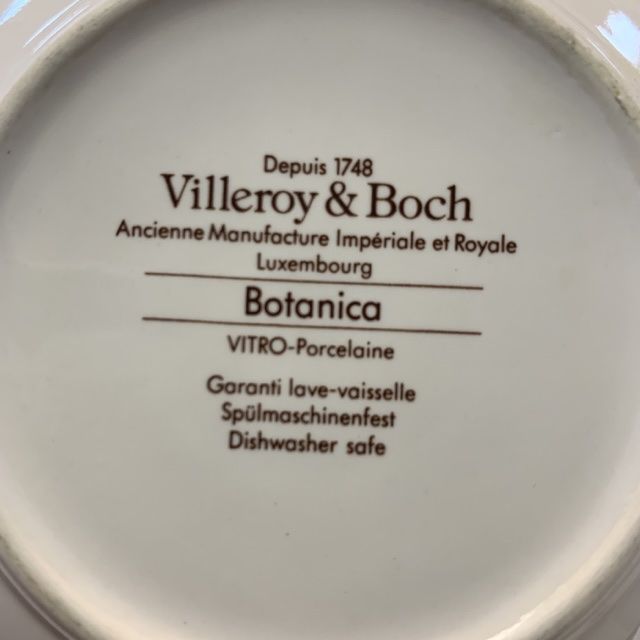 Depuis 1748
Villeroy & Boch
Ancienne Manufacture Impériale et Royale
Luxembourg
Botanica
VITRO-Porcelaine
Garanti lave-vaisselle
Spülmaschinenfest
Dishwasher safe